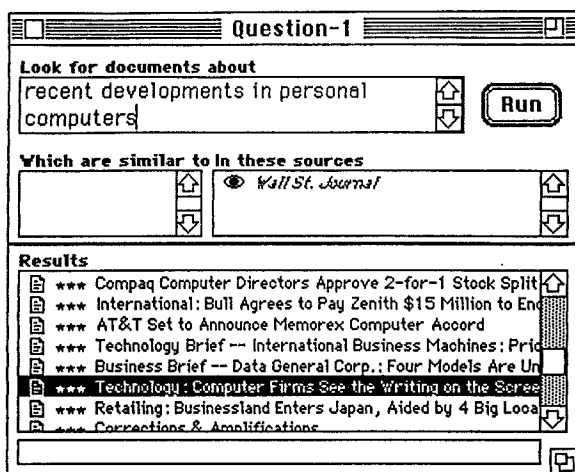 Question-1
Look for documents about
recent developments in personal
computers
Run
Which are similar to In these sources
Wall St. Journal
Results
*** Compaq Computer Directors Approve 2-for-1 Stock Split
*** International: Bull Agrees to Pay Zenith $15 Million to End
*** AT&T Set to Announce Memorex Computer Accord
*** Technology Brief -- International Business Machines: Pric
*** Business Brief -- Data General Corp.: Four Models Are Un
*** Technology: Computer Firms See the Writing on the Scree
*** Retailing: Businessland Enters Japan, Aided by 4 Big Loca
*** Corrections & Amplifications